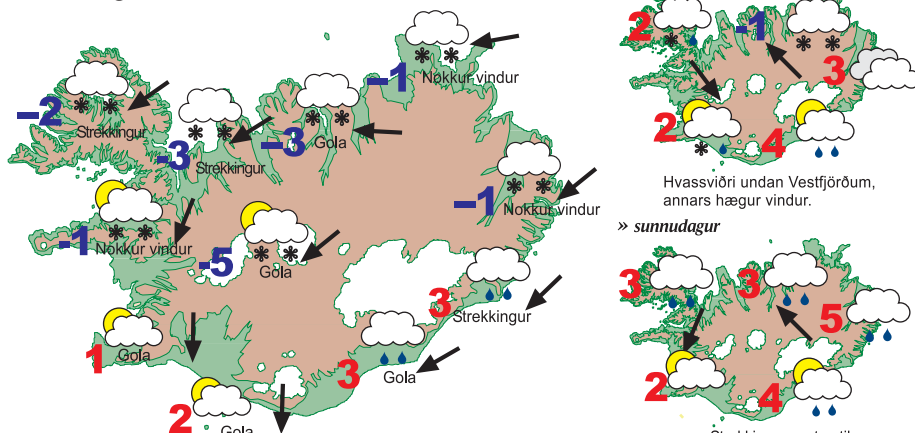 -1
Nokkur vindur
-2
Strekkingur
-3
Strekkingur
-3
Gola
-1
Nokkur vindur
-1
Nokkur vindur
-5
Gola
3
Strekkingur
1
Gola
3
Gola
2
Gola
2
-1
3
2
4
Hvassviðri undan Vestfjörðum,
annars hægur vindur.
» sunnudagur
3
3
5
2
4